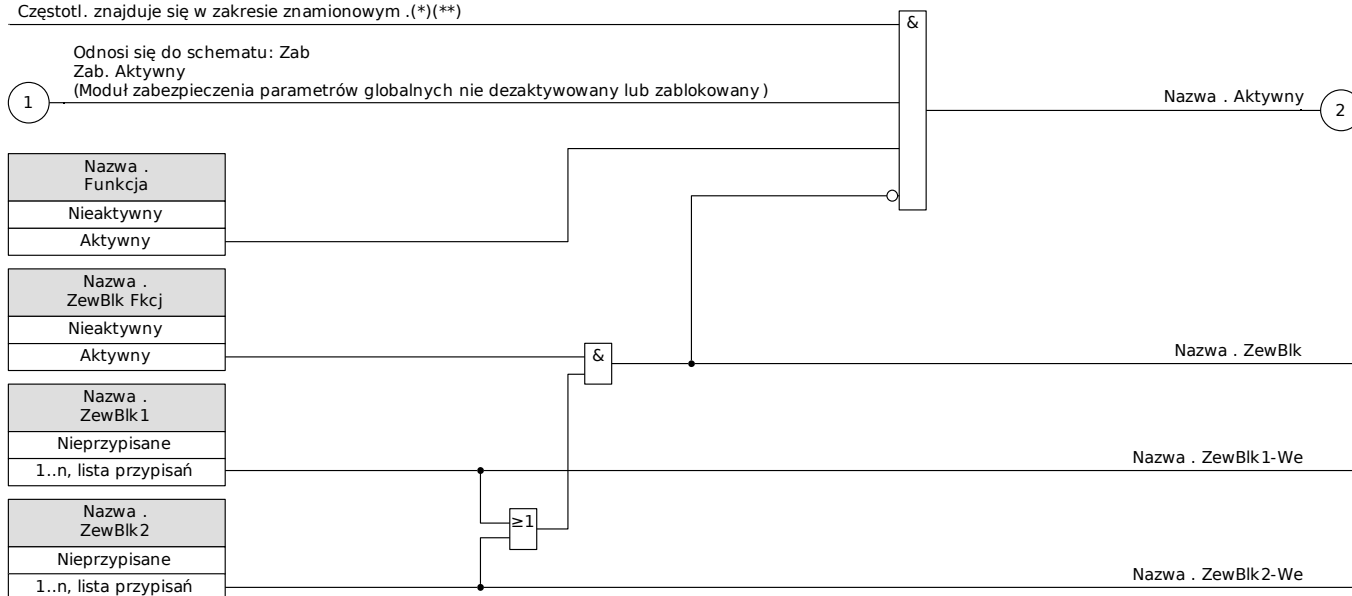 Częstotl. znajduje się w zakresie znamionowym .(*)(**)
&
Odnosi się do schematu: Zab
Zab. Aktywny
(Moduł zabezpieczenia parametrów globalnych nie dezaktywowany lub zablokowany )
1
Nazwa . Aktywny
2
Nazwa .
Funkcja
Nieaktywny
Aktywny
Nazwa .
ZewBlk Fkcj
Nieaktywny
Aktywny
&
Nazwa . ZewBlk
Nazwa .
ZewBlk1
Nieprzypisane
1..n, lista przypisań
Nazwa . ZewBlk1-We
≥1
Nazwa .
ZewBlk2
Nieprzypisane
1..n, lista przypisań
Nazwa . ZewBlk2-We